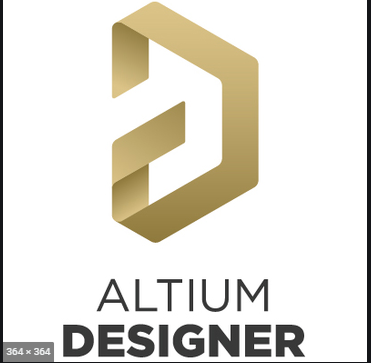 ALTIUM
DESIGNER
364 × 364